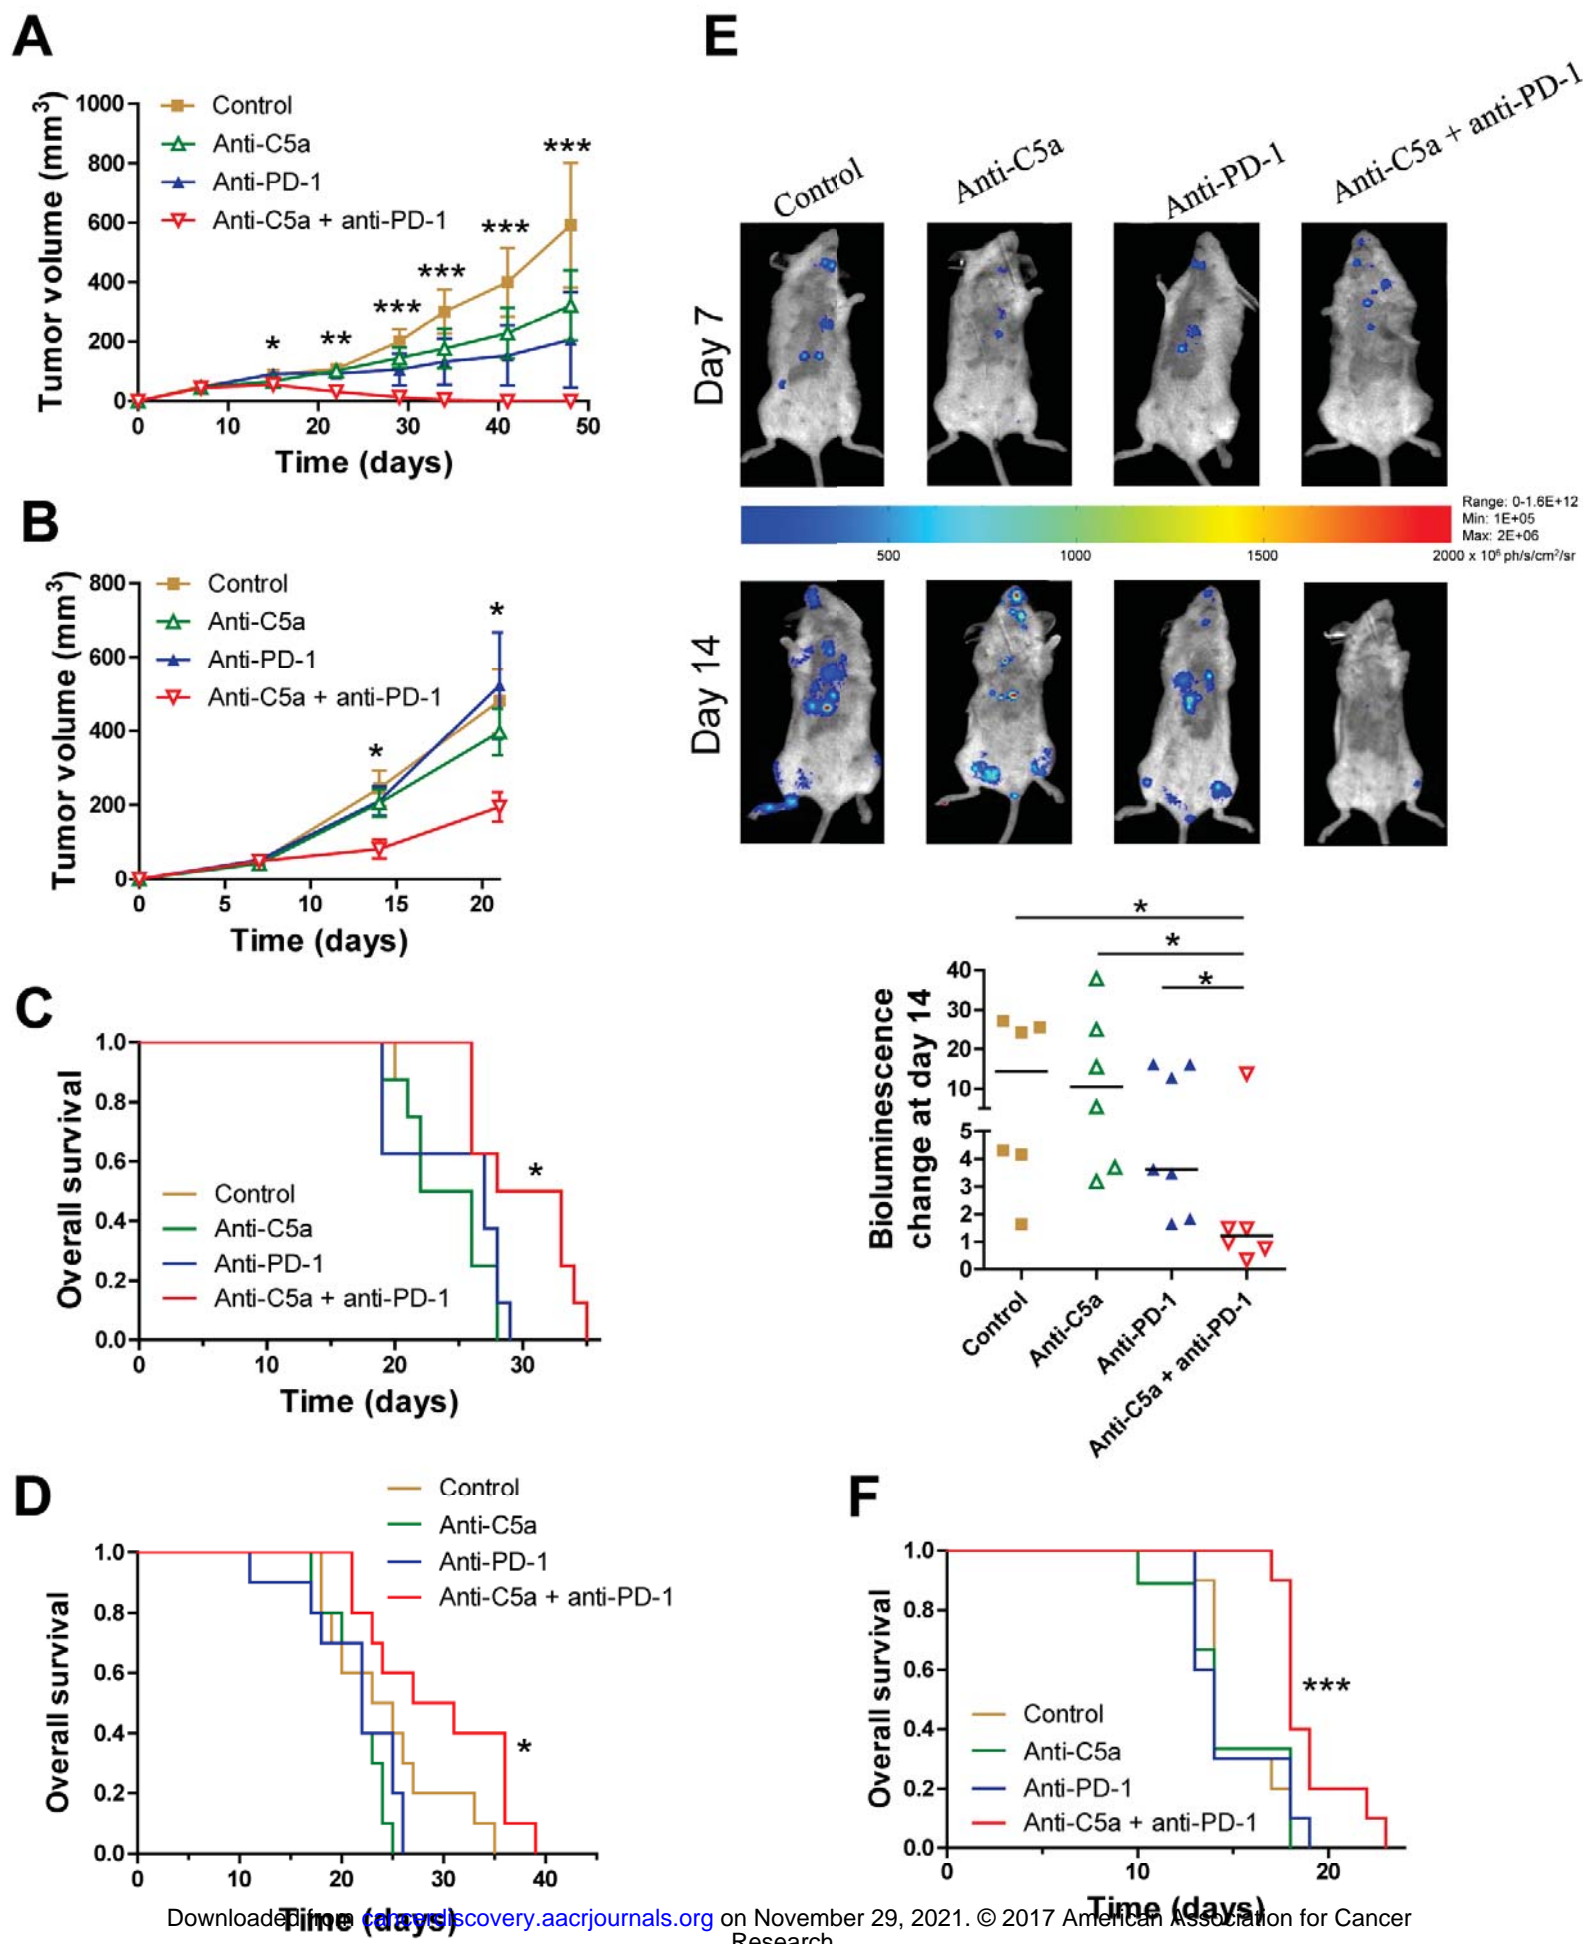 A
Tumor volume (mm3)
1000
800
600
400
200
0
Control
Anti-C5a
Anti-PD-1
Anti-C5a + anti-PD-1
*
**
***
***
***
***
0 10 20 30 40 50
Time (days)
B
Tumor volume (mm3)
800
600
400
200
0
Control
Anti-C5a
Anti-PD-1
Anti-C5a + anti-PD-1
*
*
0 5 10 15 20
Time (days)
C
Overall survival
1.0
0.8
0.6
0.4
0.2
0.0
*
Control
Anti-C5a
Anti-PD-1
Anti-C5a + anti-PD-1
0 10 20 30
Time (days)
D
Overall survival
Control
Anti-C5a
Anti-PD-1
Anti-C5a + anti-PD-1
1.0
0.8
0.6
0.4
0.2
0.0
*
0 10 20 30 40
Time (days)
E
Control Anti-C5a Anti-PD-1 Anti-C5a + anti-PD-1
Day 7
Range: 0-1.6E+12
Min: 1E+05
Max: 2E+06
500 1000 1500 2000 x 10⁶ ph/s/cm²/sr
Day 14
*
*
*
Bioluminescence
change at day 14
40
30
20
10
5
4
3
2
1
0
Control Anti-C5a Anti-PD-1 Anti-C5a + anti-PD-1
F
Overall survival
1.0
0.8
0.6
0.4
0.2
0.0
***
Control
Anti-C5a
Anti-PD-1
Anti-C5a + anti-PD-1
0 10 20
Time (days)
Downloaded from cancerdiscovery.aacrjournals.org on November 29, 2021. © 2017 American Association for Cancer
Research.